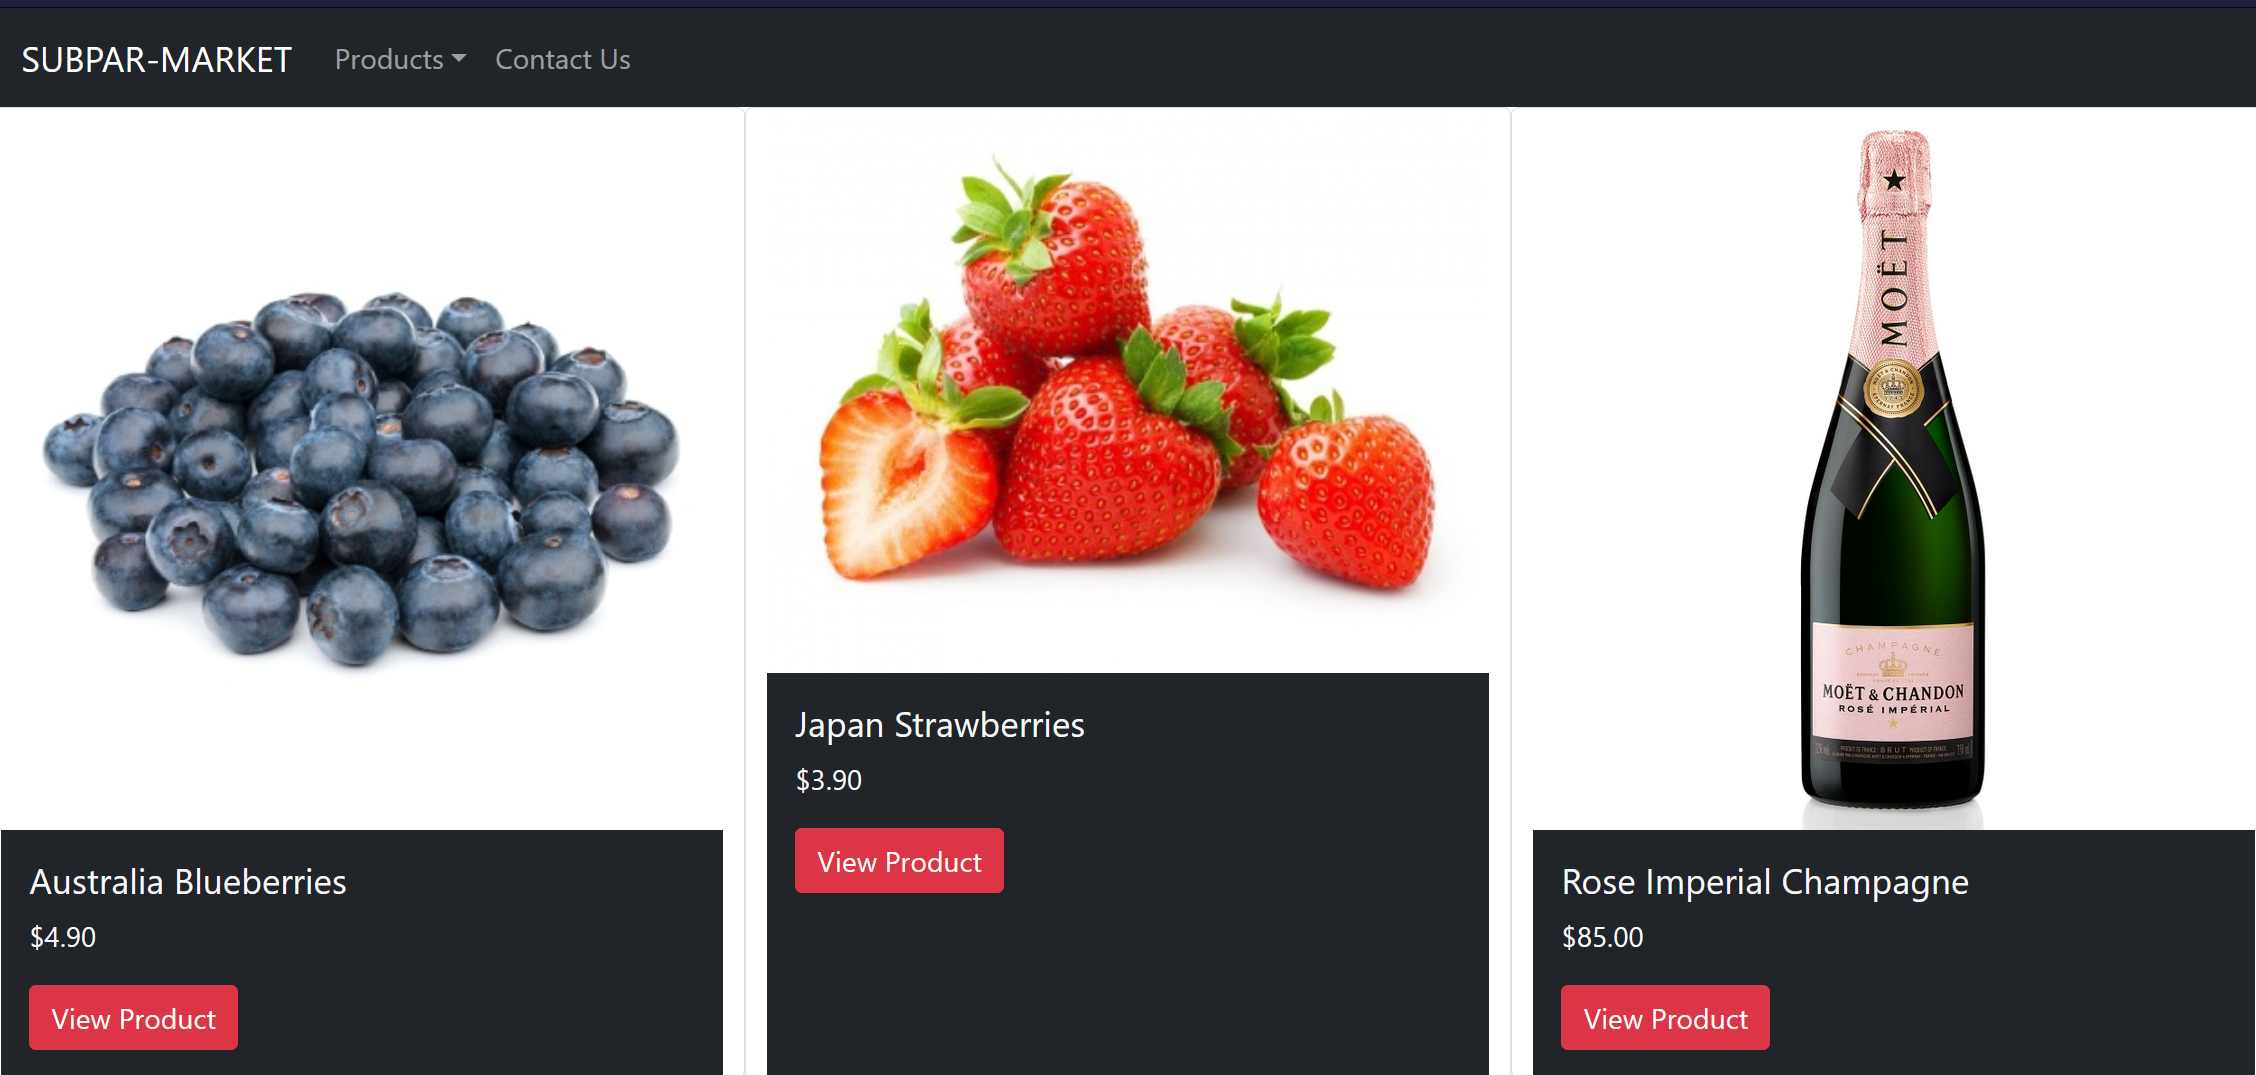 SUBPAR-MARKET Products Contact Us
MOËT
CHAMPAGNE
MOËT & CHANDON
ROSÉ IMPÉRIAL
BRUT
Australia Blueberries
$4.90
View Product
Japan Strawberries
$3.90
View Product
Rose Imperial Champagne
$85.00
View Product